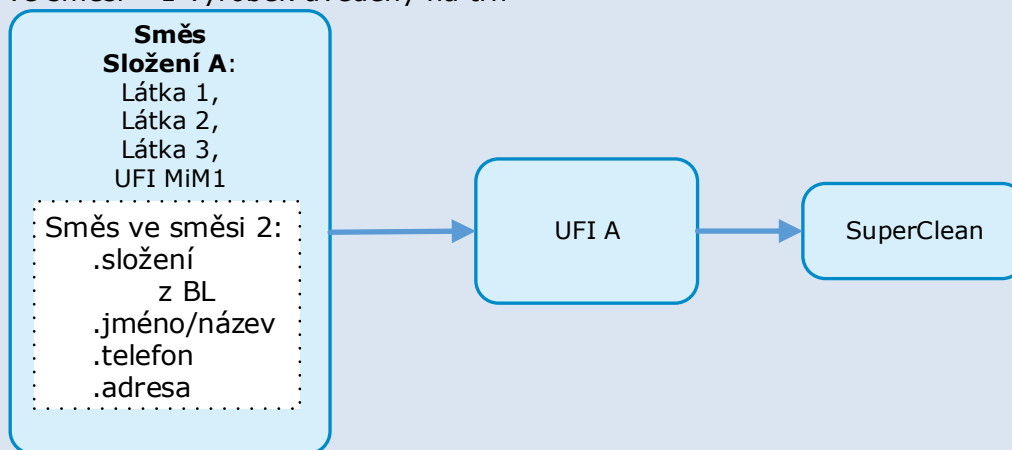 Směs
Složení A:
Látka 1,
Látka 2,
Látka 3,
UFI MiM1
Směs ve směsi 2:
.složení
z BL
.jméno/název
.telefon
.adresa
UFI A
SuperClean